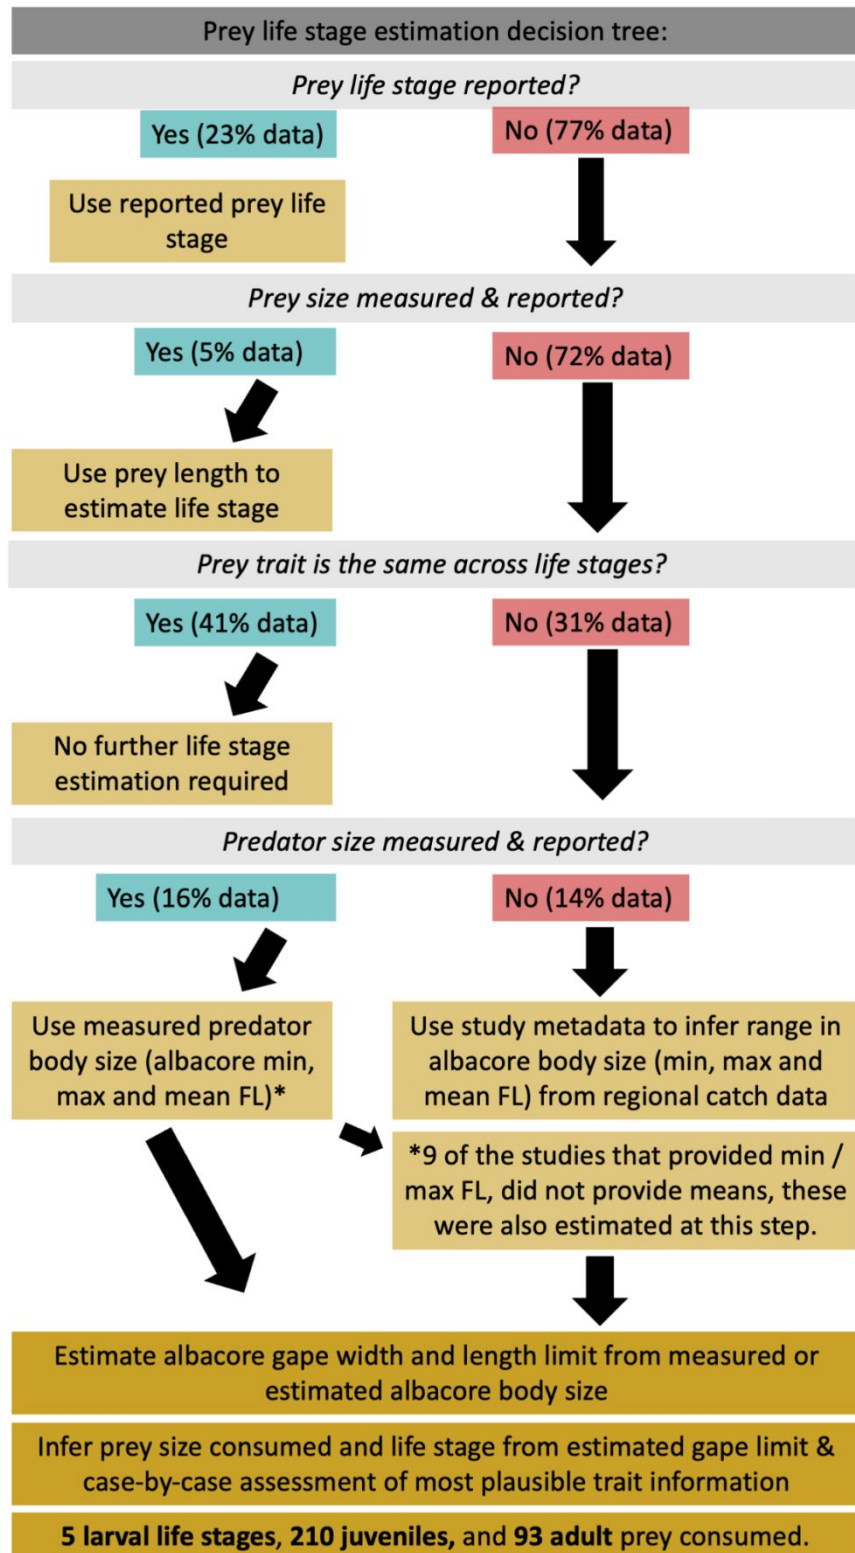 Prey life stage estimation decision tree:
Prey life stage reported?
Yes (23% data)
No (77% data)
Use reported prey life
stage
Prey size measured & reported?
Yes (5% data)
No (72% data)
Use prey length to
estimate life stage
Prey trait is the same across life stages?
Yes (41% data)
No (31% data)
No further life stage
estimation required
Predator size measured & reported?
Yes (16% data)
No (14% data)
Use measured predator
body size (albacore min,
max and mean FL)*
Use study metadata to infer range in
albacore body size (min, max and
mean FL) from regional catch data
*9 of the studies that provided min /
max FL, did not provide means, these
were also estimated at this step.
Estimate albacore gape width and length limit from measured or
estimated albacore body size
Infer prey size consumed and life stage from estimated gape limit &
case-by-case assessment of most plausible trait information
5 larval life stages, 210 juveniles, and 93 adult prey consumed.